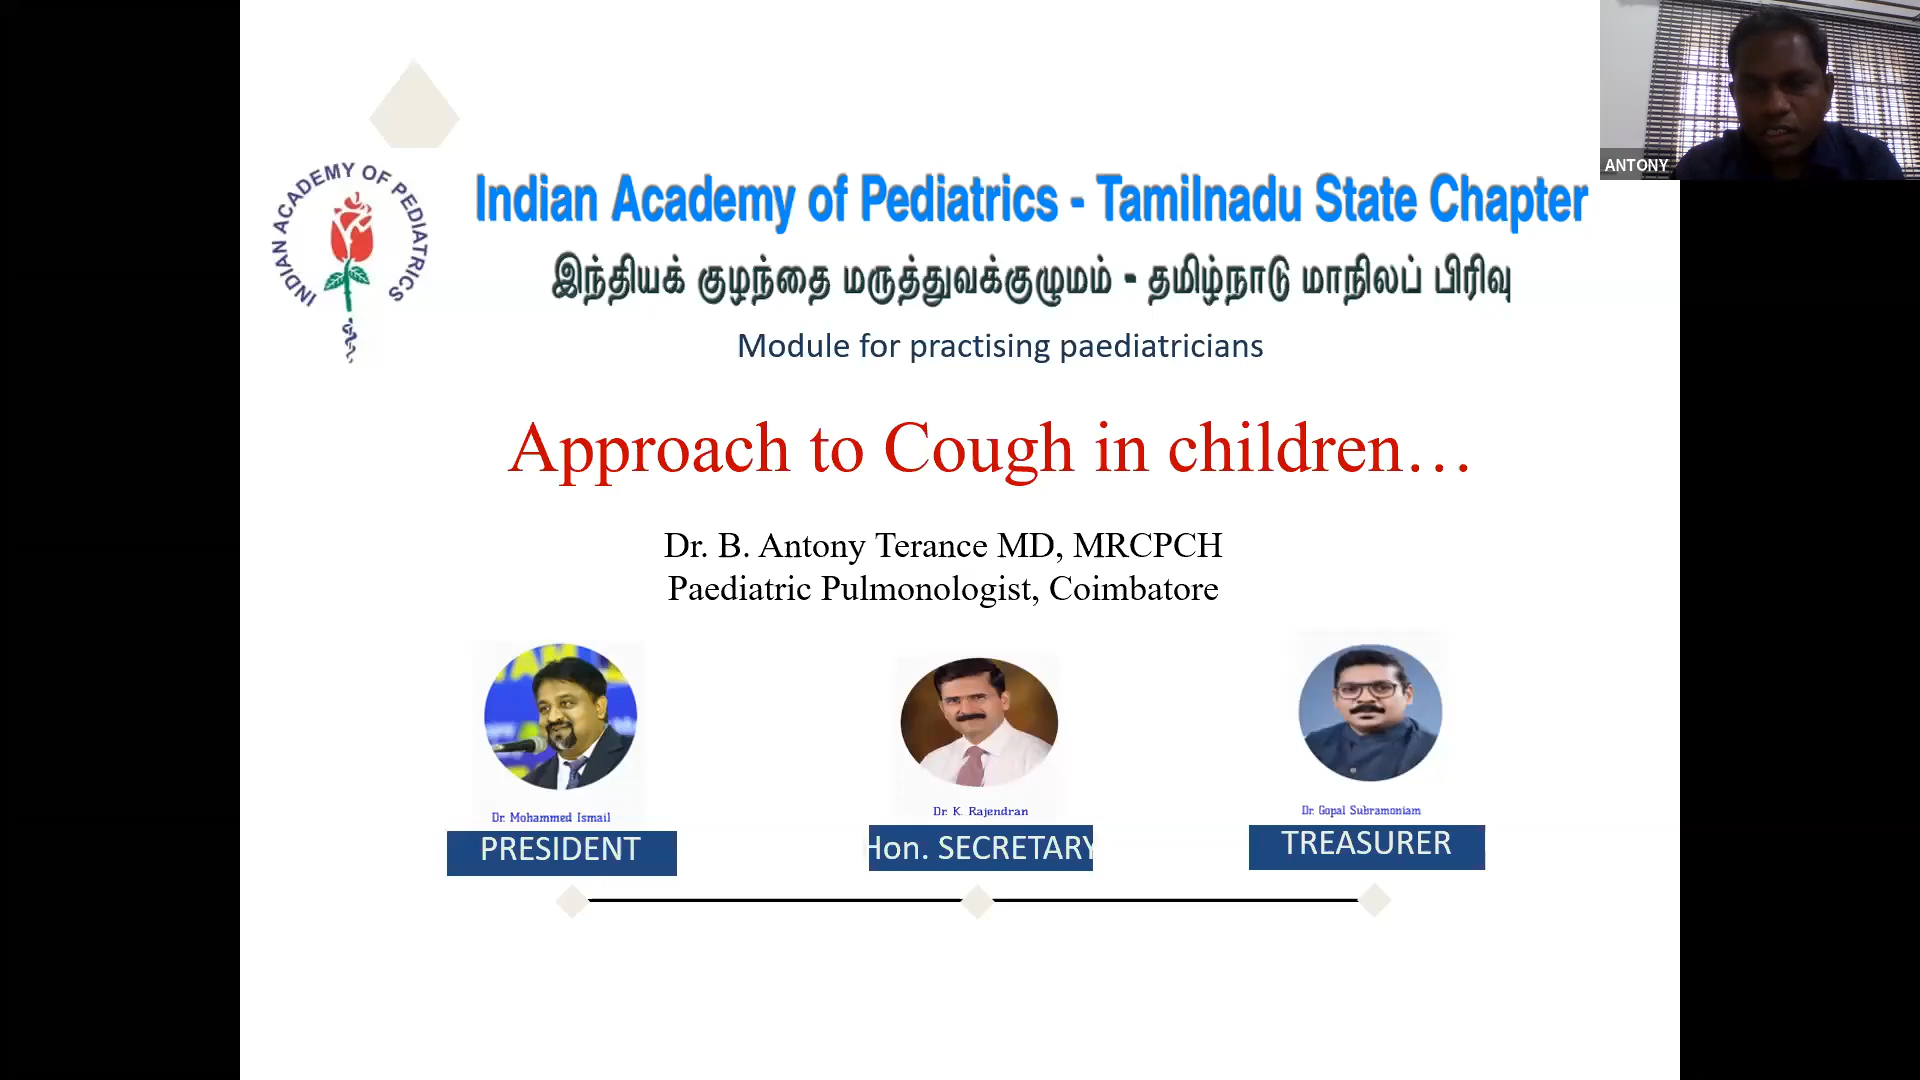 INDIAN ACADEMY OF PEDIATRICS
Indian Academy of Pediatrics - Tamilnadu State Chapter
இந்தியக் குழந்தை மருத்துவக்குழுமம் - தமிழ்நாடு மாநிலப் பிரிவு
Module for practising paediatricians
Approach to Cough in children...
Dr. B. Antony Terance MD, MRCPCH
Paediatric Pulmonologist, Coimbatore
Dr. Mohammed Ismail
PRESIDENT
Dr. K. Rajendran
Hon. SECRETARY
Dr. Gopal Subramoniam
TREASURER
ANTONY